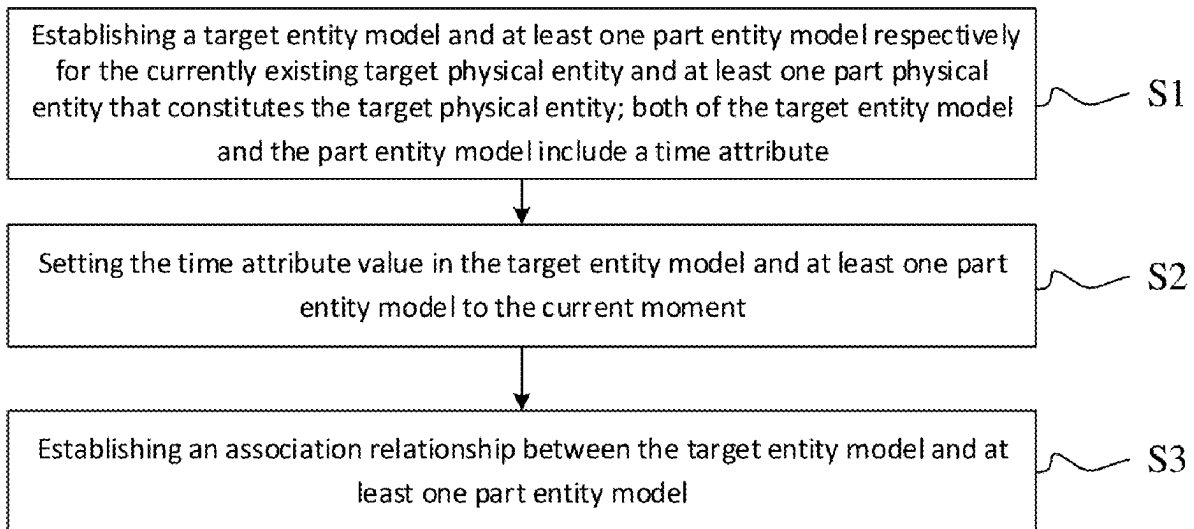 Establishing a target entity model and at least one part entity model respectively
for the currently existing target physical entity and at least one part physical
entity that constitutes the target physical entity; both of the target entity model
and the part entity model include a time attribute
S1
Setting the time attribute value in the target entity model and at least one part
entity model to the current moment
S2
Establishing an association relationship between the target entity model and at
least one part entity model
S3